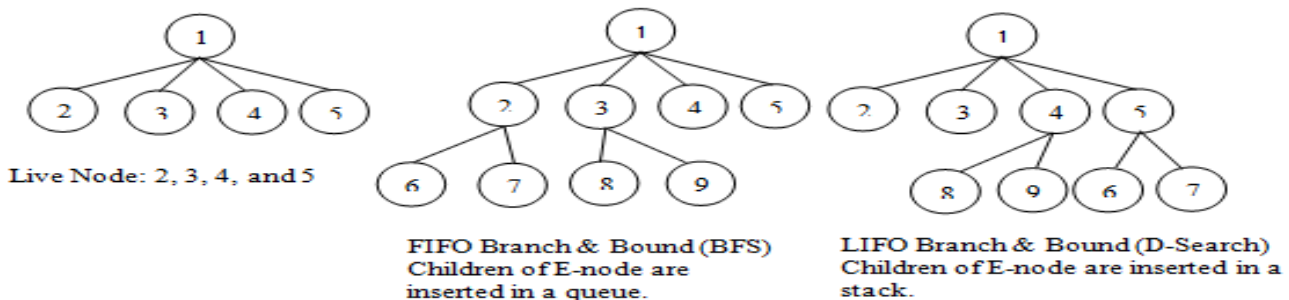 1
2 3 4 5
Live Node: 2, 3, 4, and 5
1
2 3 4 5
6 7 8 9
FIFO Branch & Bound (BFS)
Children of E-node are
inserted in a queue.
1
2 3 4 5
8 9 6 7
LIFO Branch & Bound (D-Search)
Children of E-node are inserted in a
stack.